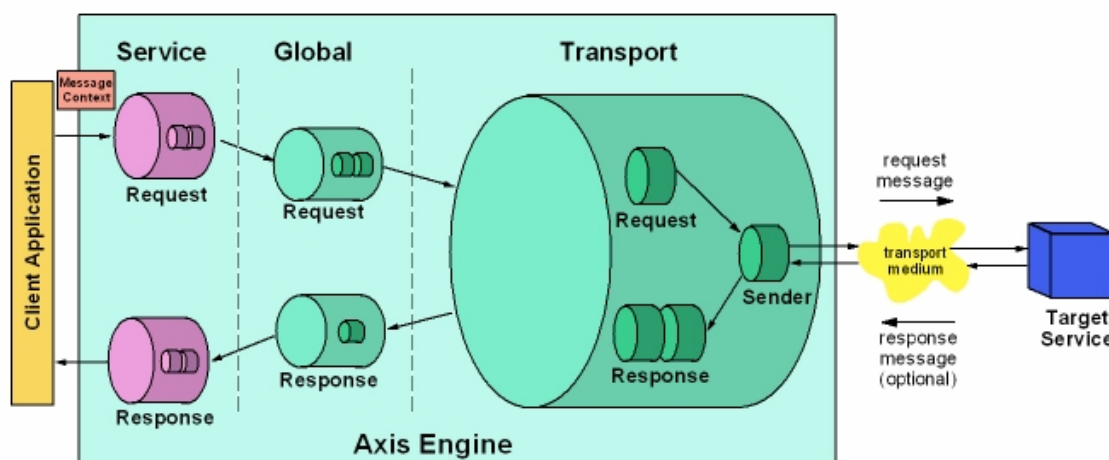 Service
Global
Transport
Message
Context
Client Application
Request
Request
Request
Sender
Response
Response
Response
request
message
transport
medium
response
message
(optional)
Target
Service
Axis Engine